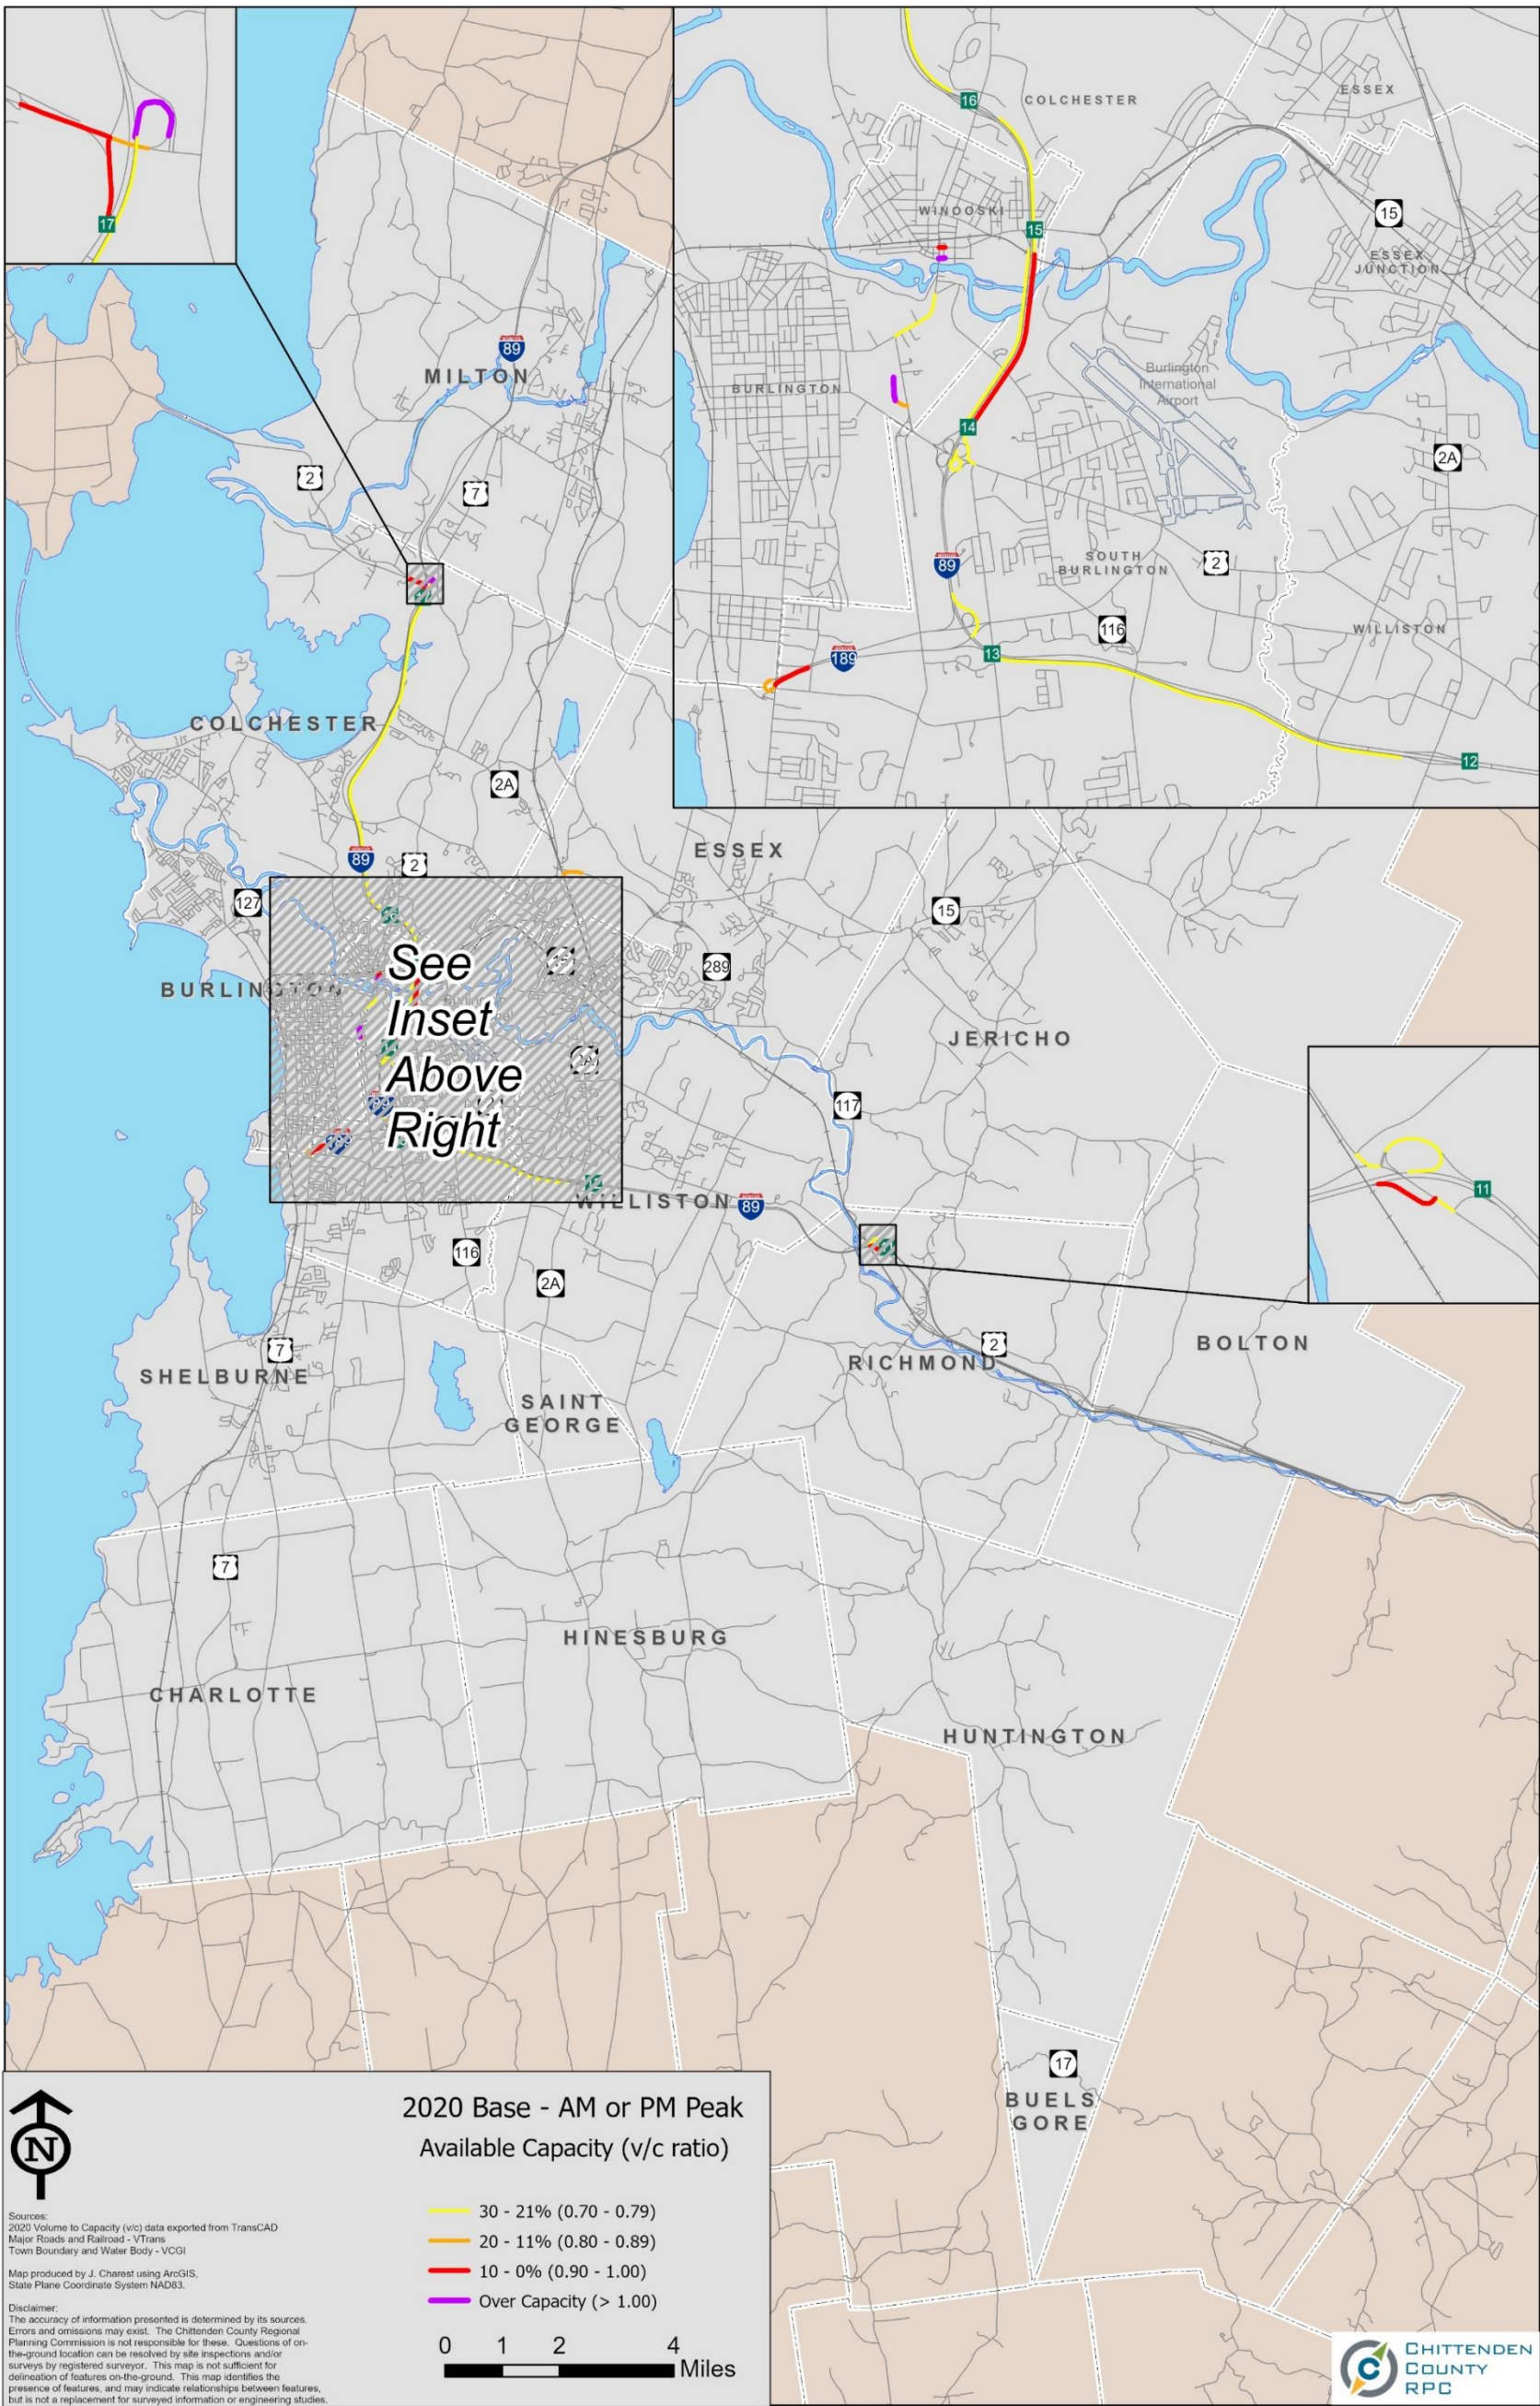 17
16
COLCHESTER
ESSEX
WINOOSKI
15
15
ESSEX
JUNCTION
BURLINGTON
Burlington
International
Airport
14
2A
89
SOUTH
BURLINGTON
2
116
WILLISTON
189
13
12
89
MILTON
2
7
COLCHESTER
2A
89
2
ESSEX
127
15
289
See
Inset
Above
Right
BURLINGTON
JERICHO
117
11
WILLISTON
89
116
2A
7
SHELBURNE
2
RICHMOND
BOLTON
SAINT
GEORGE
7
HINESBURG
CHARLOTTE
HUNTINGTON
17
BUELS
GORE
N
2020 Base - AM or PM Peak
Available Capacity (v/c ratio)
30 - 21% (0.70 - 0.79)
20 - 11% (0.80 - 0.89)
10 - 0% (0.90 - 1.00)
Over Capacity (> 1.00)
0 1 2 4
Miles
Sources:
2020 Volume to Capacity (v/c) data exported from TransCAD
Major Roads and Railroad - VTrans
Town Boundary and Water Body - VCGI
Map produced by J. Charest using ArcGIS,
State Plane Coordinate System NAD83.
Disclaimer:
The accuracy of information presented is determined by its sources.
Errors and omissions may exist. The Chittenden County Regional
Planning Commission is not responsible for these. Questions of on-
the-ground location can be resolved by site inspections and/or
surveys by registered surveyor. This map is not sufficient for
delineation of features on-the-ground. This map identifies the
presence of features, and may indicate relationships between features,
but is not a replacement for surveyed information or engineering studies.
C
CHITTENDEN
COUNTY
RPC